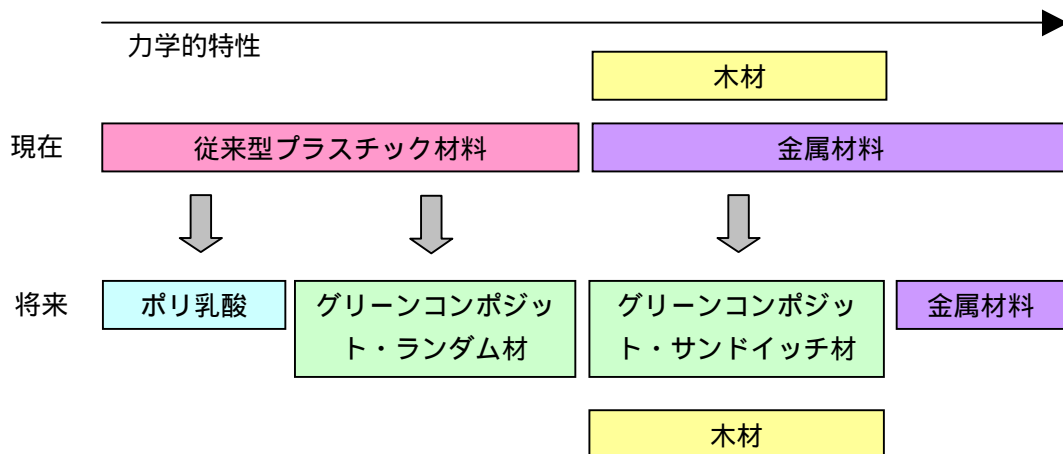 力学的特性
木材
現在
従来型プラスチック材料
金属材料
将来
ポリ乳酸
グリーンコンポジッ
ト・ランダム材
グリーンコンポジッ
ト・サンドイッチ材
金属材料
木材